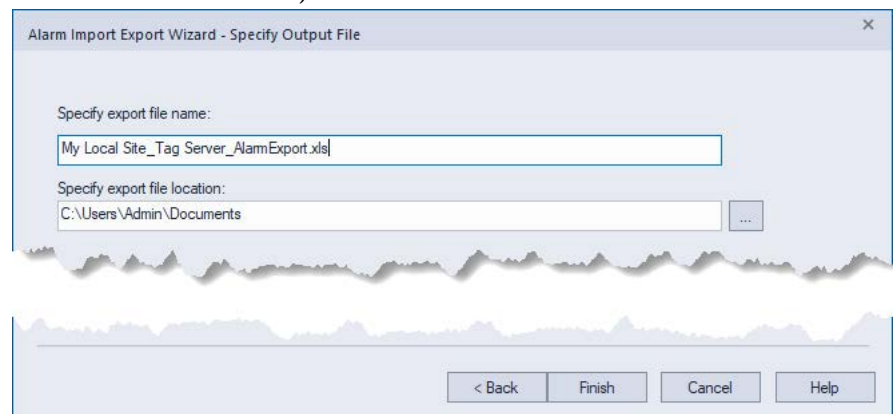 Alarm Import Export Wizard - Specify Output File
Specify export file name:
My Local Site_Tag Server_AlarmExport.xls
Specify export file location:
C:\Users\Admin\Documents
...
< Back Finish Cancel Help